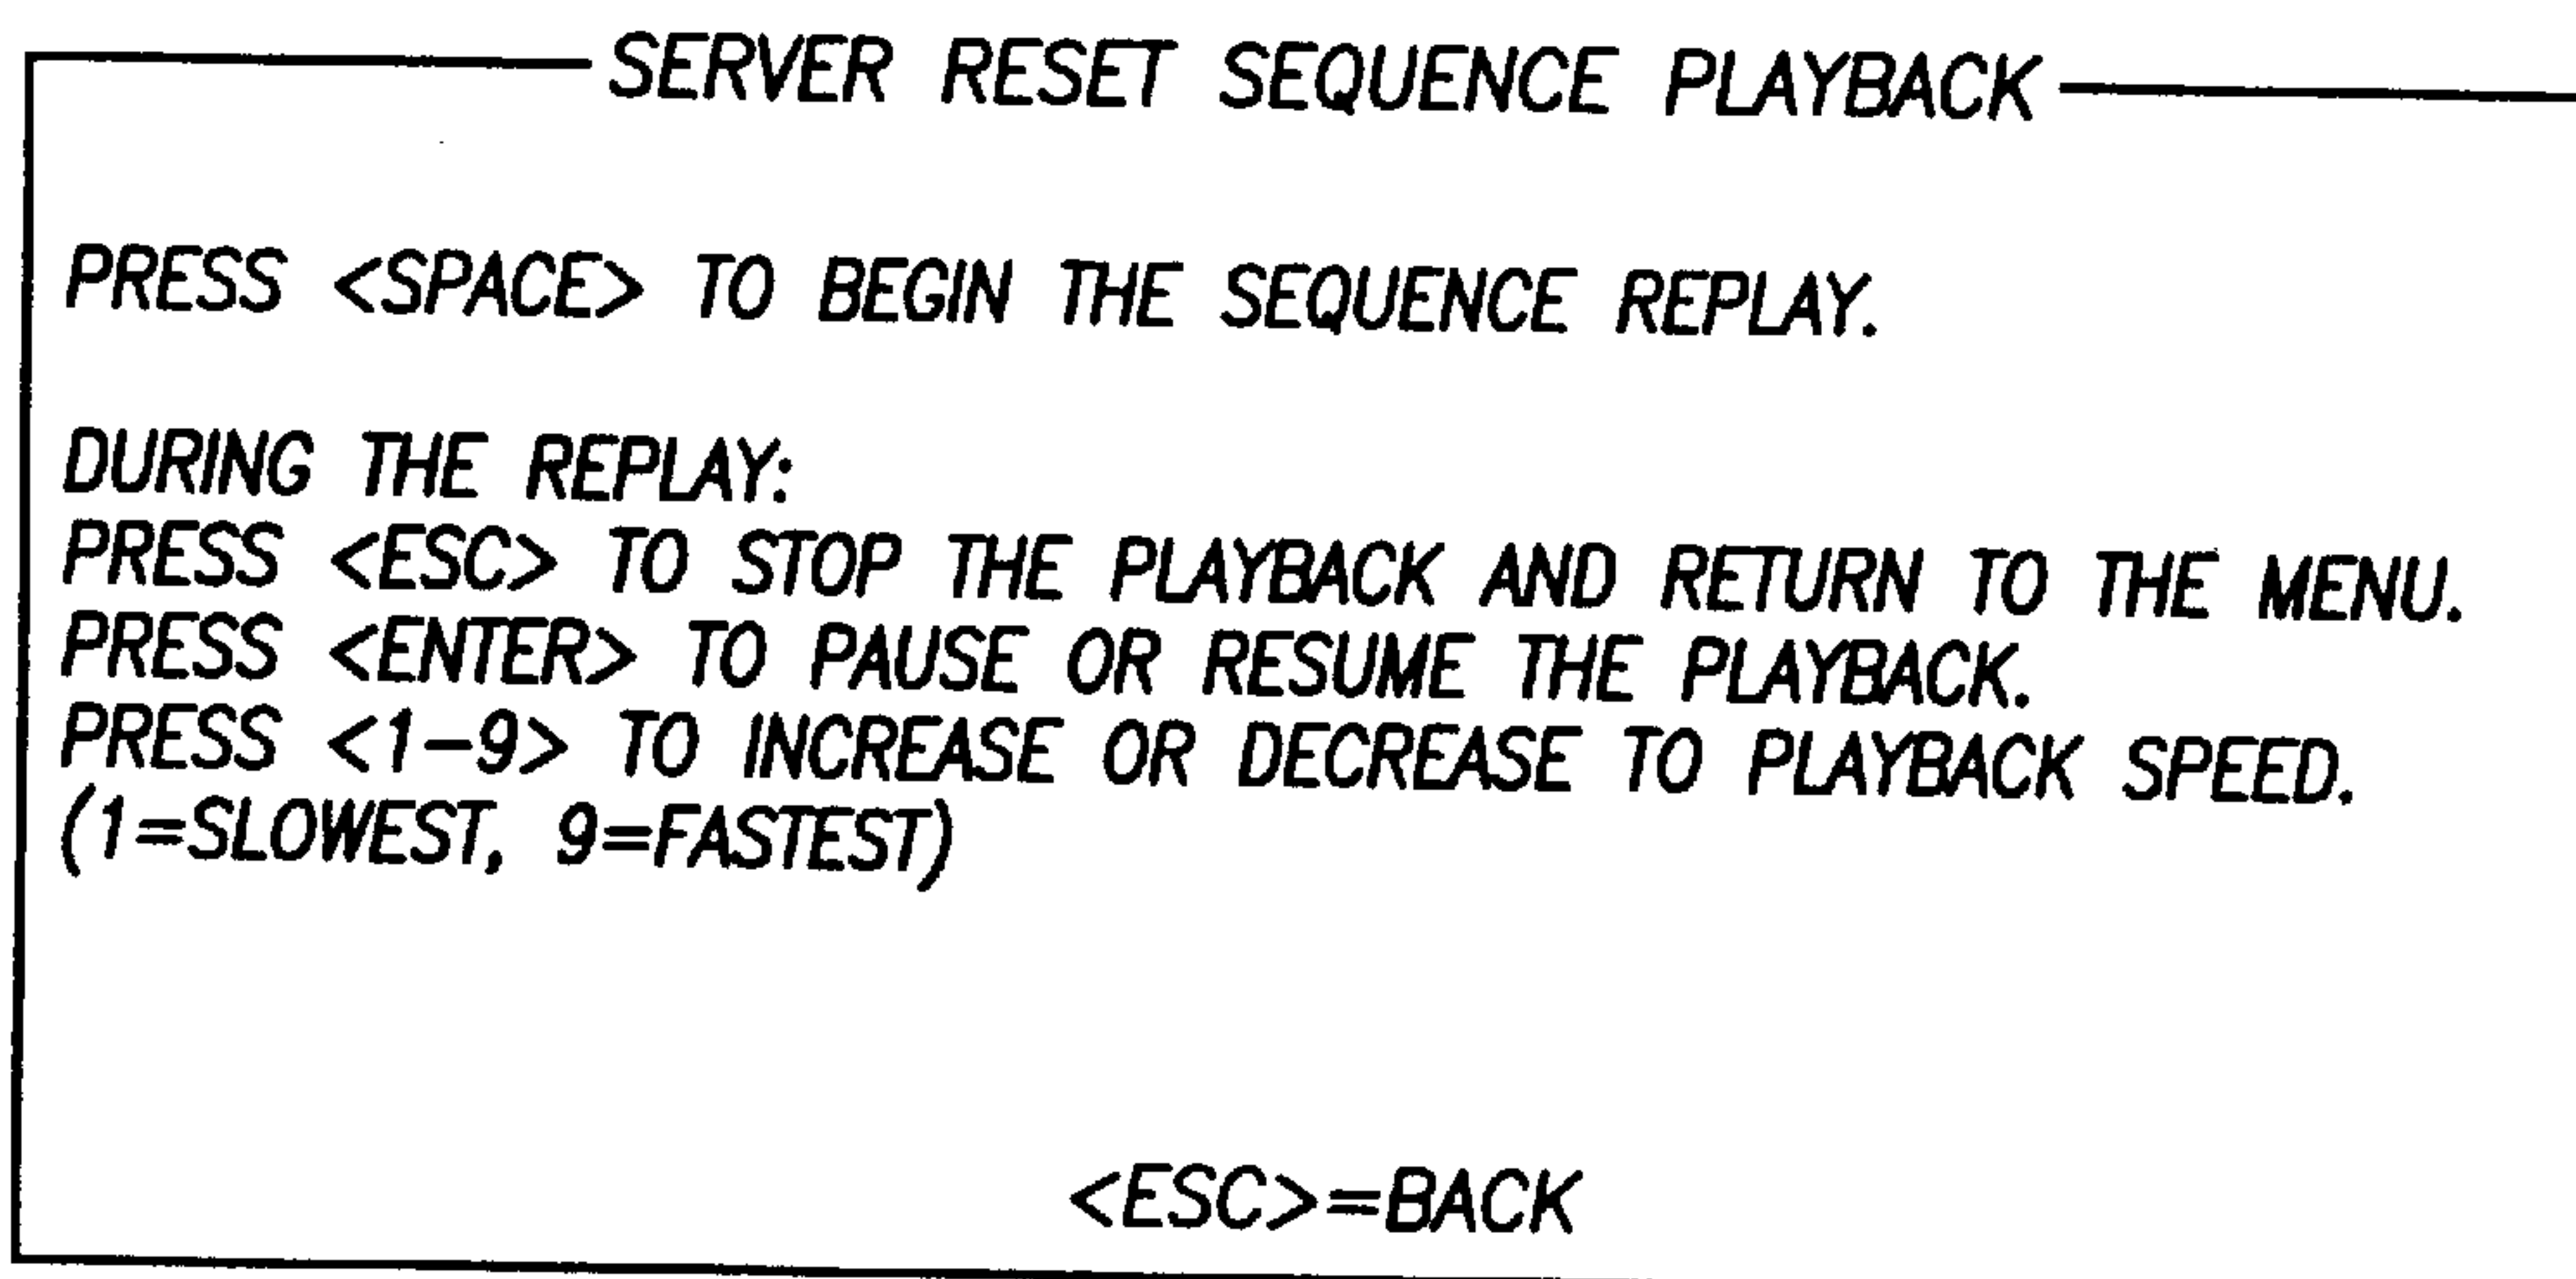 SERVER RESET SEQUENCE PLAYBACK
PRESS <SPACE> TO BEGIN THE SEQUENCE REPLAY.
DURING THE REPLAY:
PRESS <ESC> TO STOP THE PLAYBACK AND RETURN TO THE MENU.
PRESS <ENTER> TO PAUSE OR RESUME THE PLAYBACK.
PRESS <1-9> TO INCREASE OR DECREASE TO PLAYBACK SPEED.
(1=SLOWEST, 9=FASTEST)
<ESC>=BACK